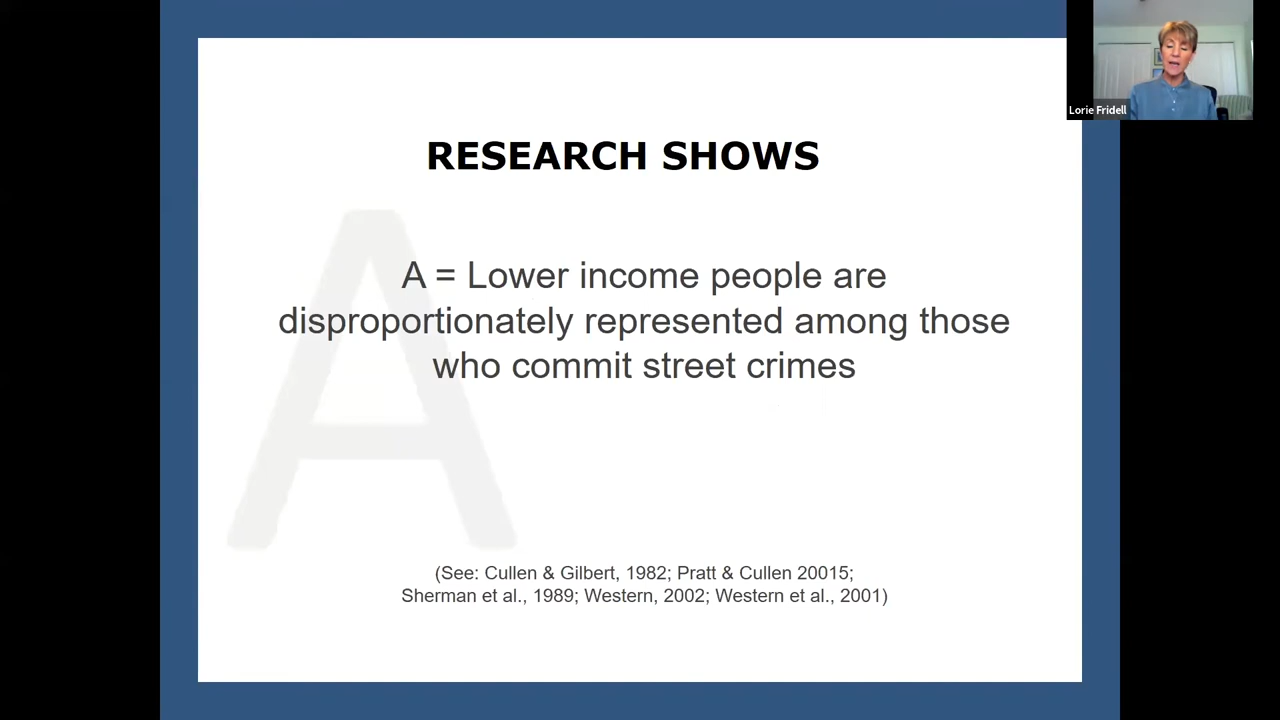 Lorie Fridell
RESEARCH SHOWS
A = Lower income people are
disproportionately represented among those
who commit street crimes
(See: Cullen & Gilbert, 1982; Pratt & Cullen 20015;
Sherman et al., 1989; Western, 2002; Western et al., 2001)
A